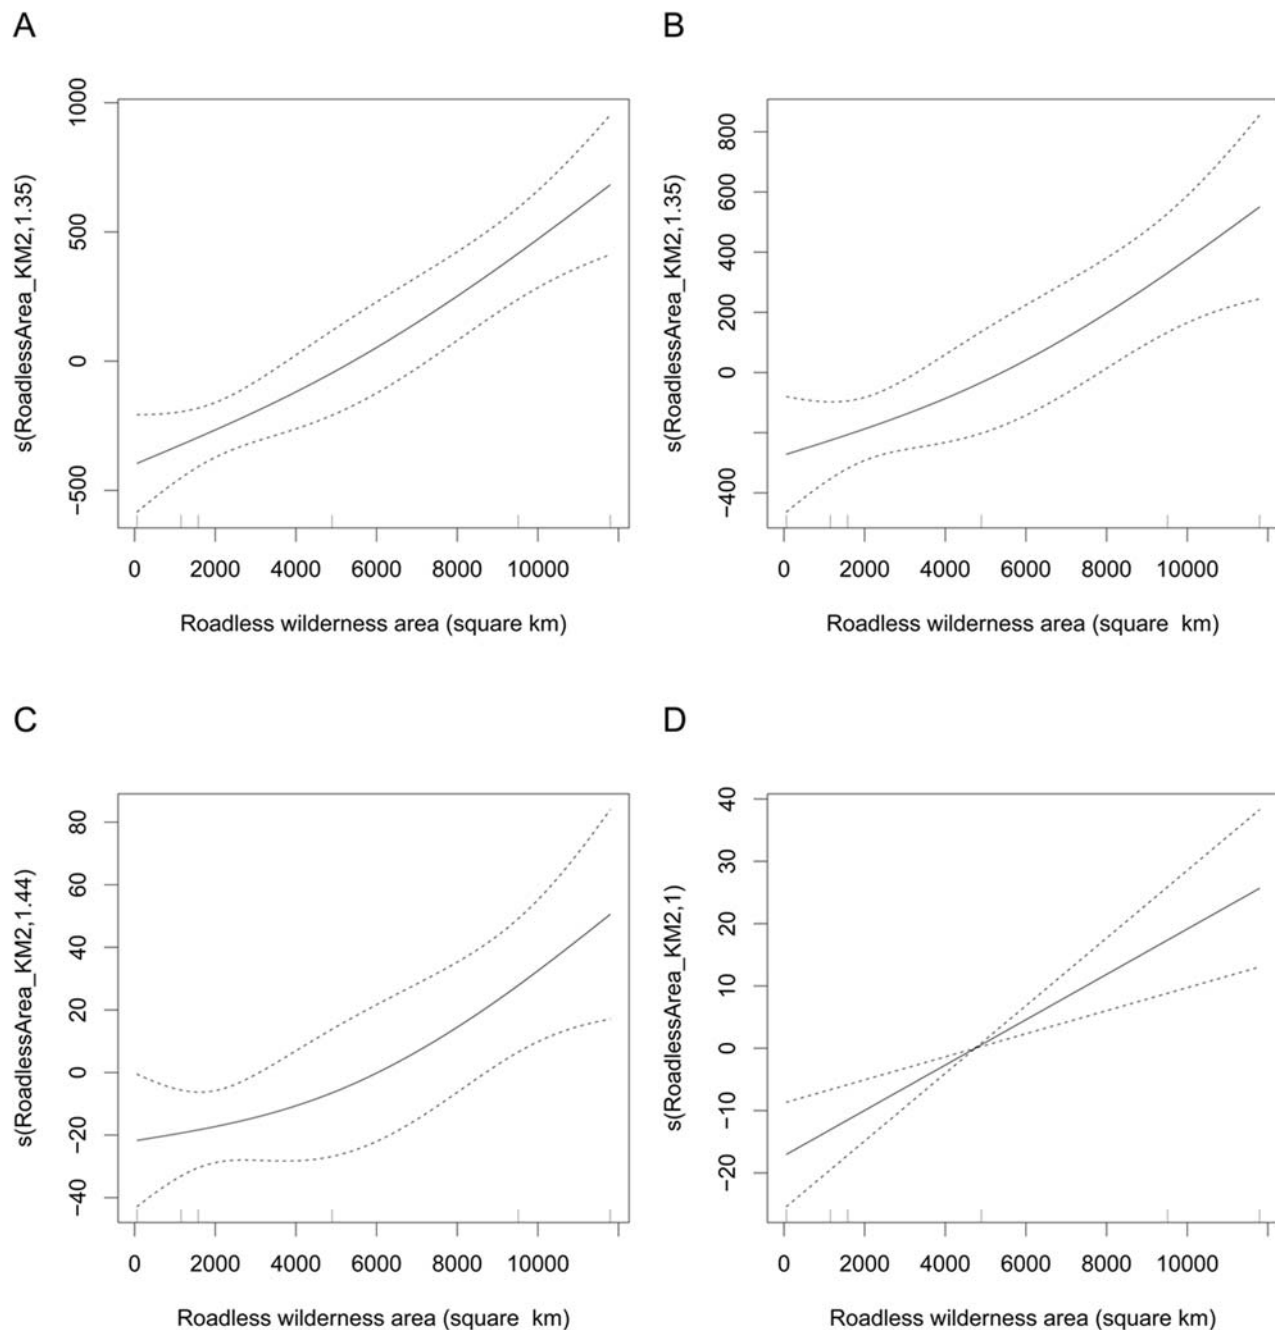 A
B
1000
500
0
−500
s(RoadlessArea_KM2,1.35)
0 2000 4000 6000 8000 10000
Roadless wilderness area (square km)
800
600
400
200
0
−400
s(RoadlessArea_KM2,1.35)
0 2000 4000 6000 8000 10000
Roadless wilderness area (square km)
C
D
80
60
40
20
0
−20
−40
s(RoadlessArea_KM2,1.44)
0 2000 4000 6000 8000 10000
Roadless wilderness area (square km)
40
30
20
10
0
−10
−20
s(RoadlessArea_KM2,1)
0 2000 4000 6000 8000 10000
Roadless wilderness area (square km)